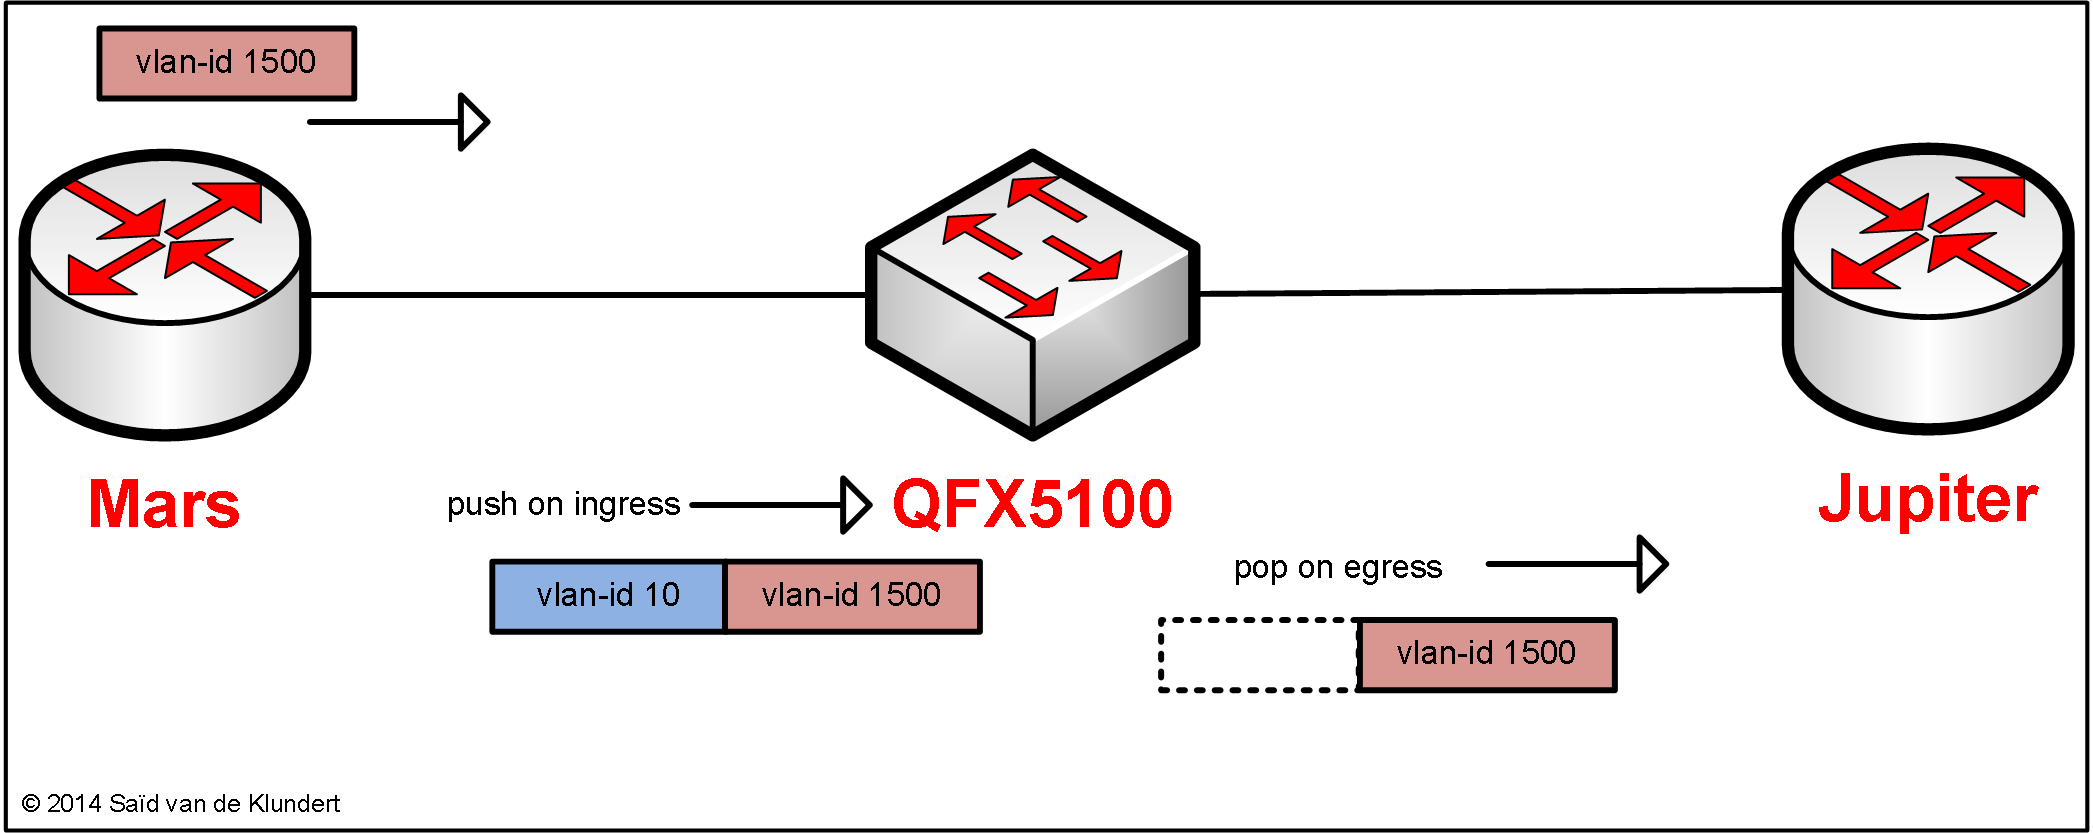 vlan-id 1500
Mars
push on ingress
QFX5100
Jupiter
vlan-id 10
vlan-id 1500
pop on egress
vlan-id 1500
© 2014 Saïd van de Klundert